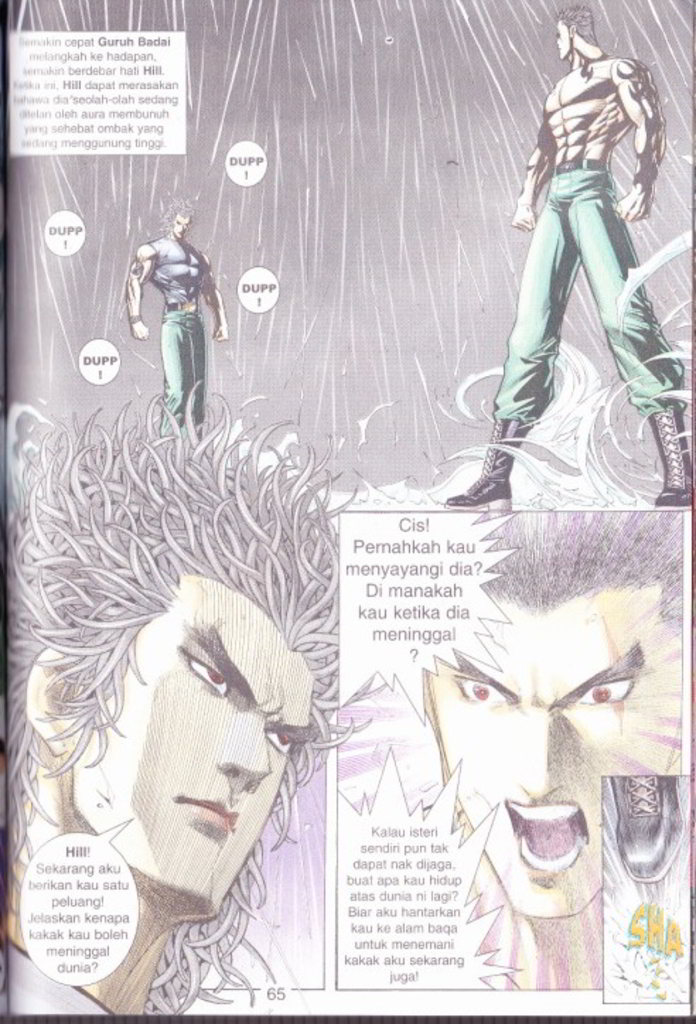 Semakin cepat Guruh Badai
melangkah ke hadapan,
semakin berdebar hati Hill.
Ketika ini, Hill dapat merasakan
bahawa dia seolah-olah sedang
ditelan oleh aura membunuh
yang sehebat ombak yang
sedang menggunung tinggi.
DUPP
!
DUPP
!
DUPP
!
DUPP
!
Hill!
Sekarang aku
berikan kau satu
peluang!
Jelaskan kenapa
kakak kau boleh
meninggal
dunia?
Cis!
Pernahkah kau
menyayangi dia?
Di manakah
kau ketika dia
meninggal
?
Kalau isteri
sendiri pun tak
dapat nak dijaga,
buat apa kau hidup
atas dunia ni lagi?
Biar aku hantarkan
kau ke alam baqa
untuk menemani
kakak aku sekarang
juga!
SHA
65